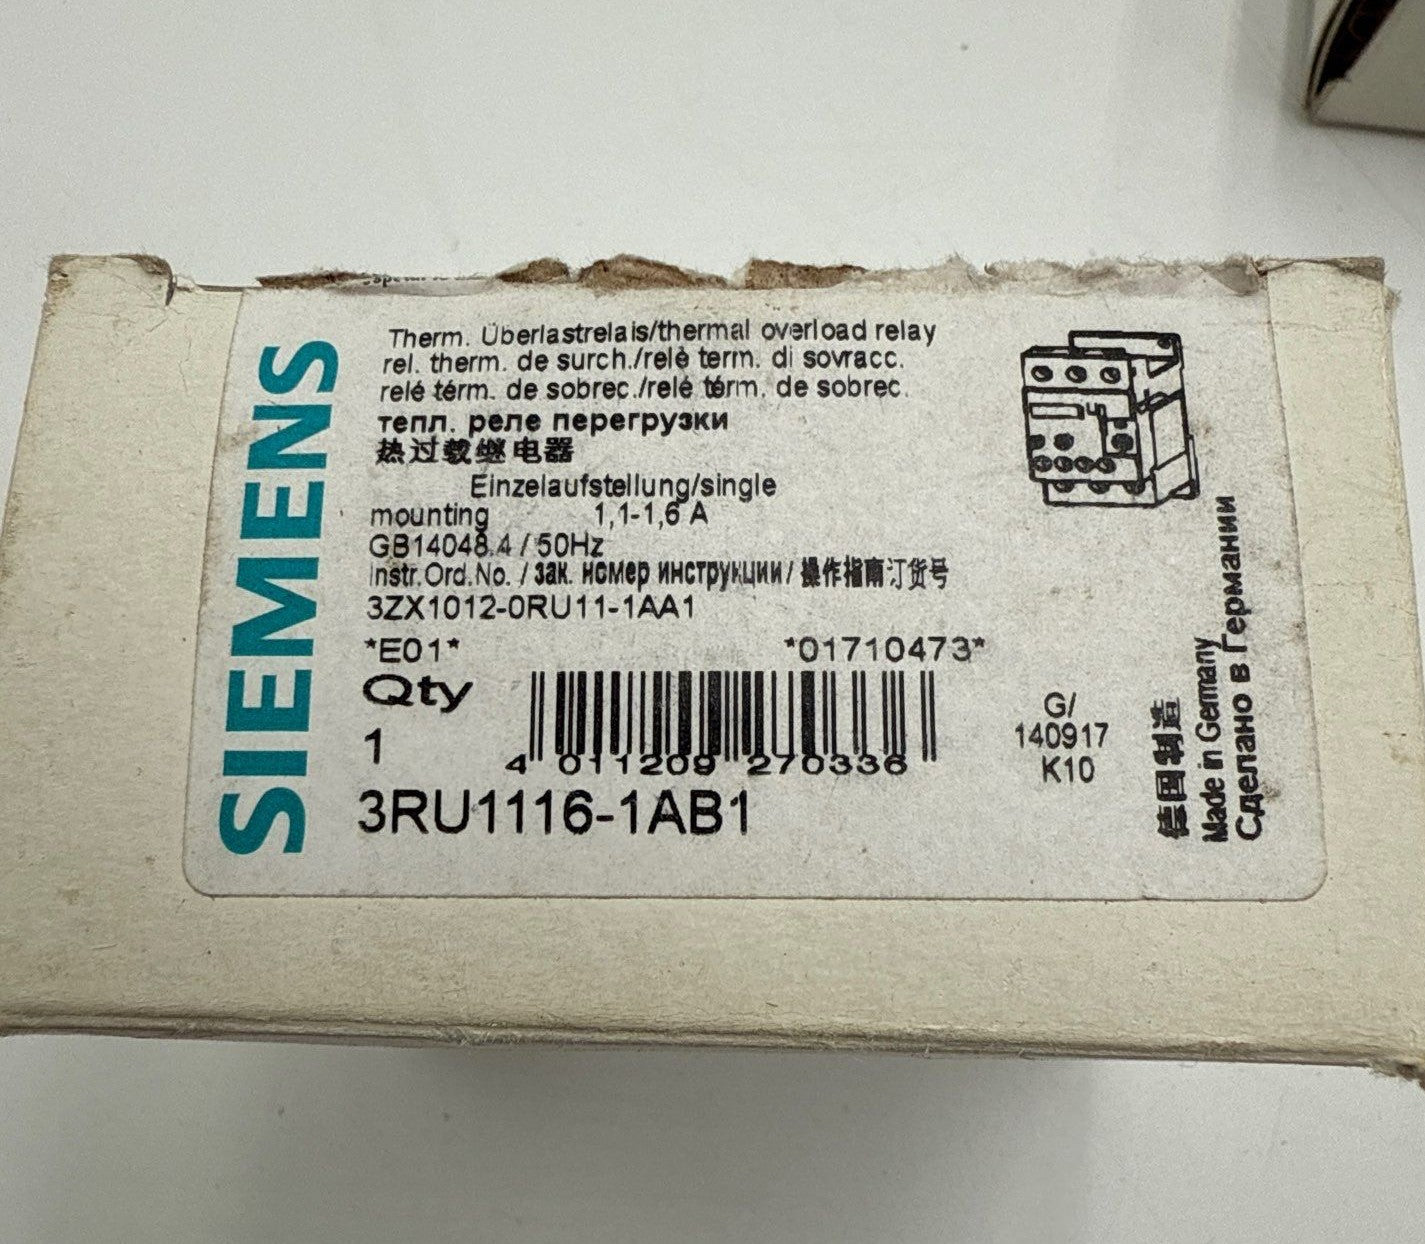 SIEMENS
Therm. Überlastrelais/thermal overload relay
rel. therm. de surch./relè term. di sovracc.
relé térm. de sobrec./relé térm. de sobrec.
тепл. реле перегрузки
热过载继电器
Einzelaufstellung/single
mounting 1,1-1,6 A
GB14048.4 / 50Hz
Instr.Ord.No. / зак. номер инструкции / 操作指南订货号
3ZX1012-0RU11-1AA1
*E01* *01710473*
Qty
1
4 011209 270336
3RU1116-1AB1
G/
140917
K10
德国制造
Made in Germany
Сделано в Германии